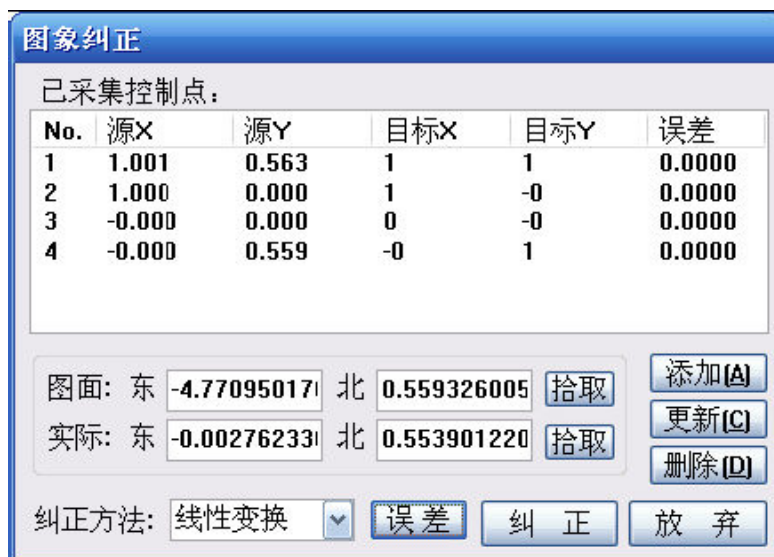 图象纠正
已采集控制点：
No. 源X 源Y 目标X 目标Y 误差
1 1.001 0.563 1 1 0.0000
2 1.000 0.000 1 -0 0.0000
3 -0.000 0.000 0 -0 0.0000
4 -0.000 0.559 -0 1 0.0000
图面: 东 -4.77095017 北 0.559326005 拾取 添加(A)
实际: 东 -0.00276233 北 0.553901220 拾取 更新(C)
删除(D)
纠正方法: 线性变换 误差 纠 正 放 弃